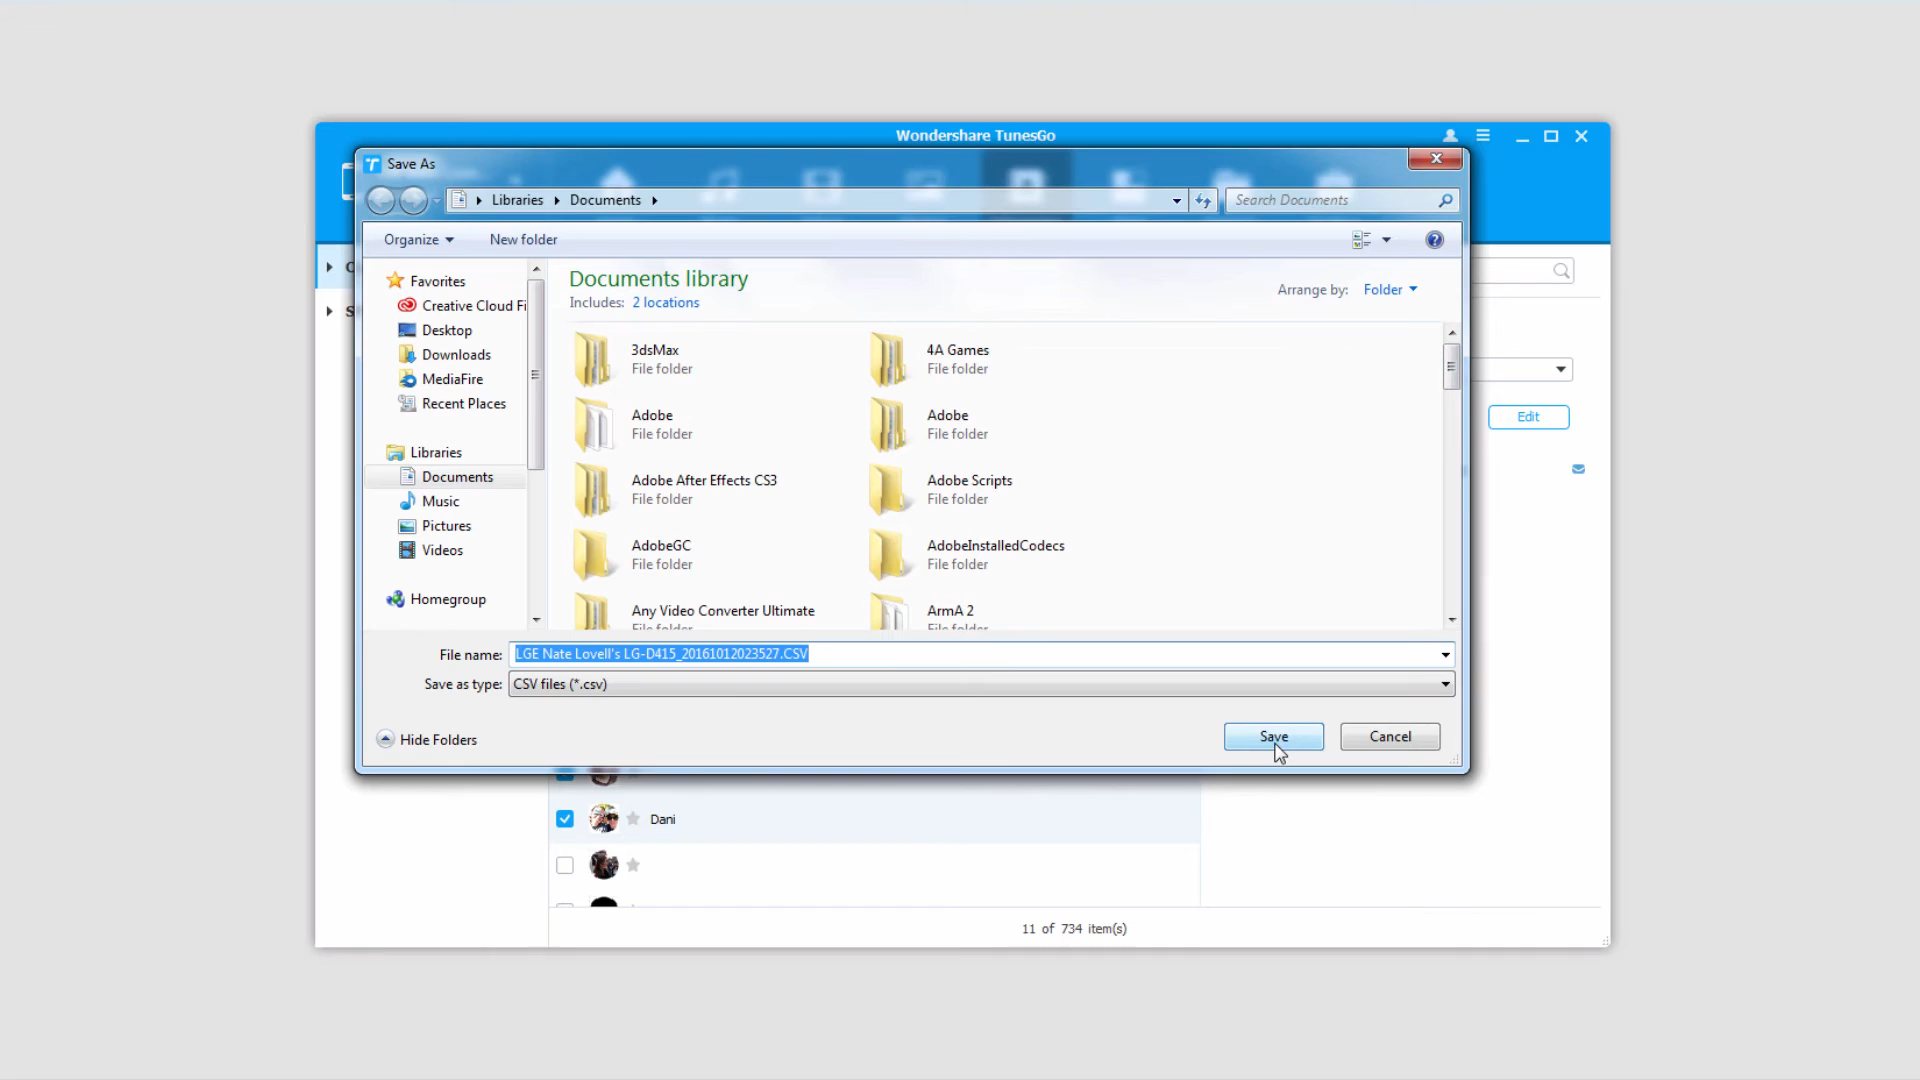 Wondershare TunesGo
Save As
Libraries Documents
Search Documents
Organize
New folder
Favorites
Creative Cloud Fi
Desktop
Downloads
MediaFire
Recent Places
Libraries
Documents
Music
Pictures
Videos
Homegroup
Documents library
Includes: 2 locations
Arrange by: Folder
3dsMax
File folder
4A Games
File folder
Adobe
File folder
Adobe
File folder
Adobe After Effects CS3
File folder
Adobe Scripts
File folder
AdobeGC
File folder
AdobeInstalledCodecs
File folder
Any Video Converter Ultimate
File folder
ArmA 2
File folder
File name: LGE Nate Lovell's LG-D415_20161012023527.CSV
Save as type: CSV files (*.csv)
Hide Folders
Save
Cancel
Edit
Dani
11 of 734 item(s)